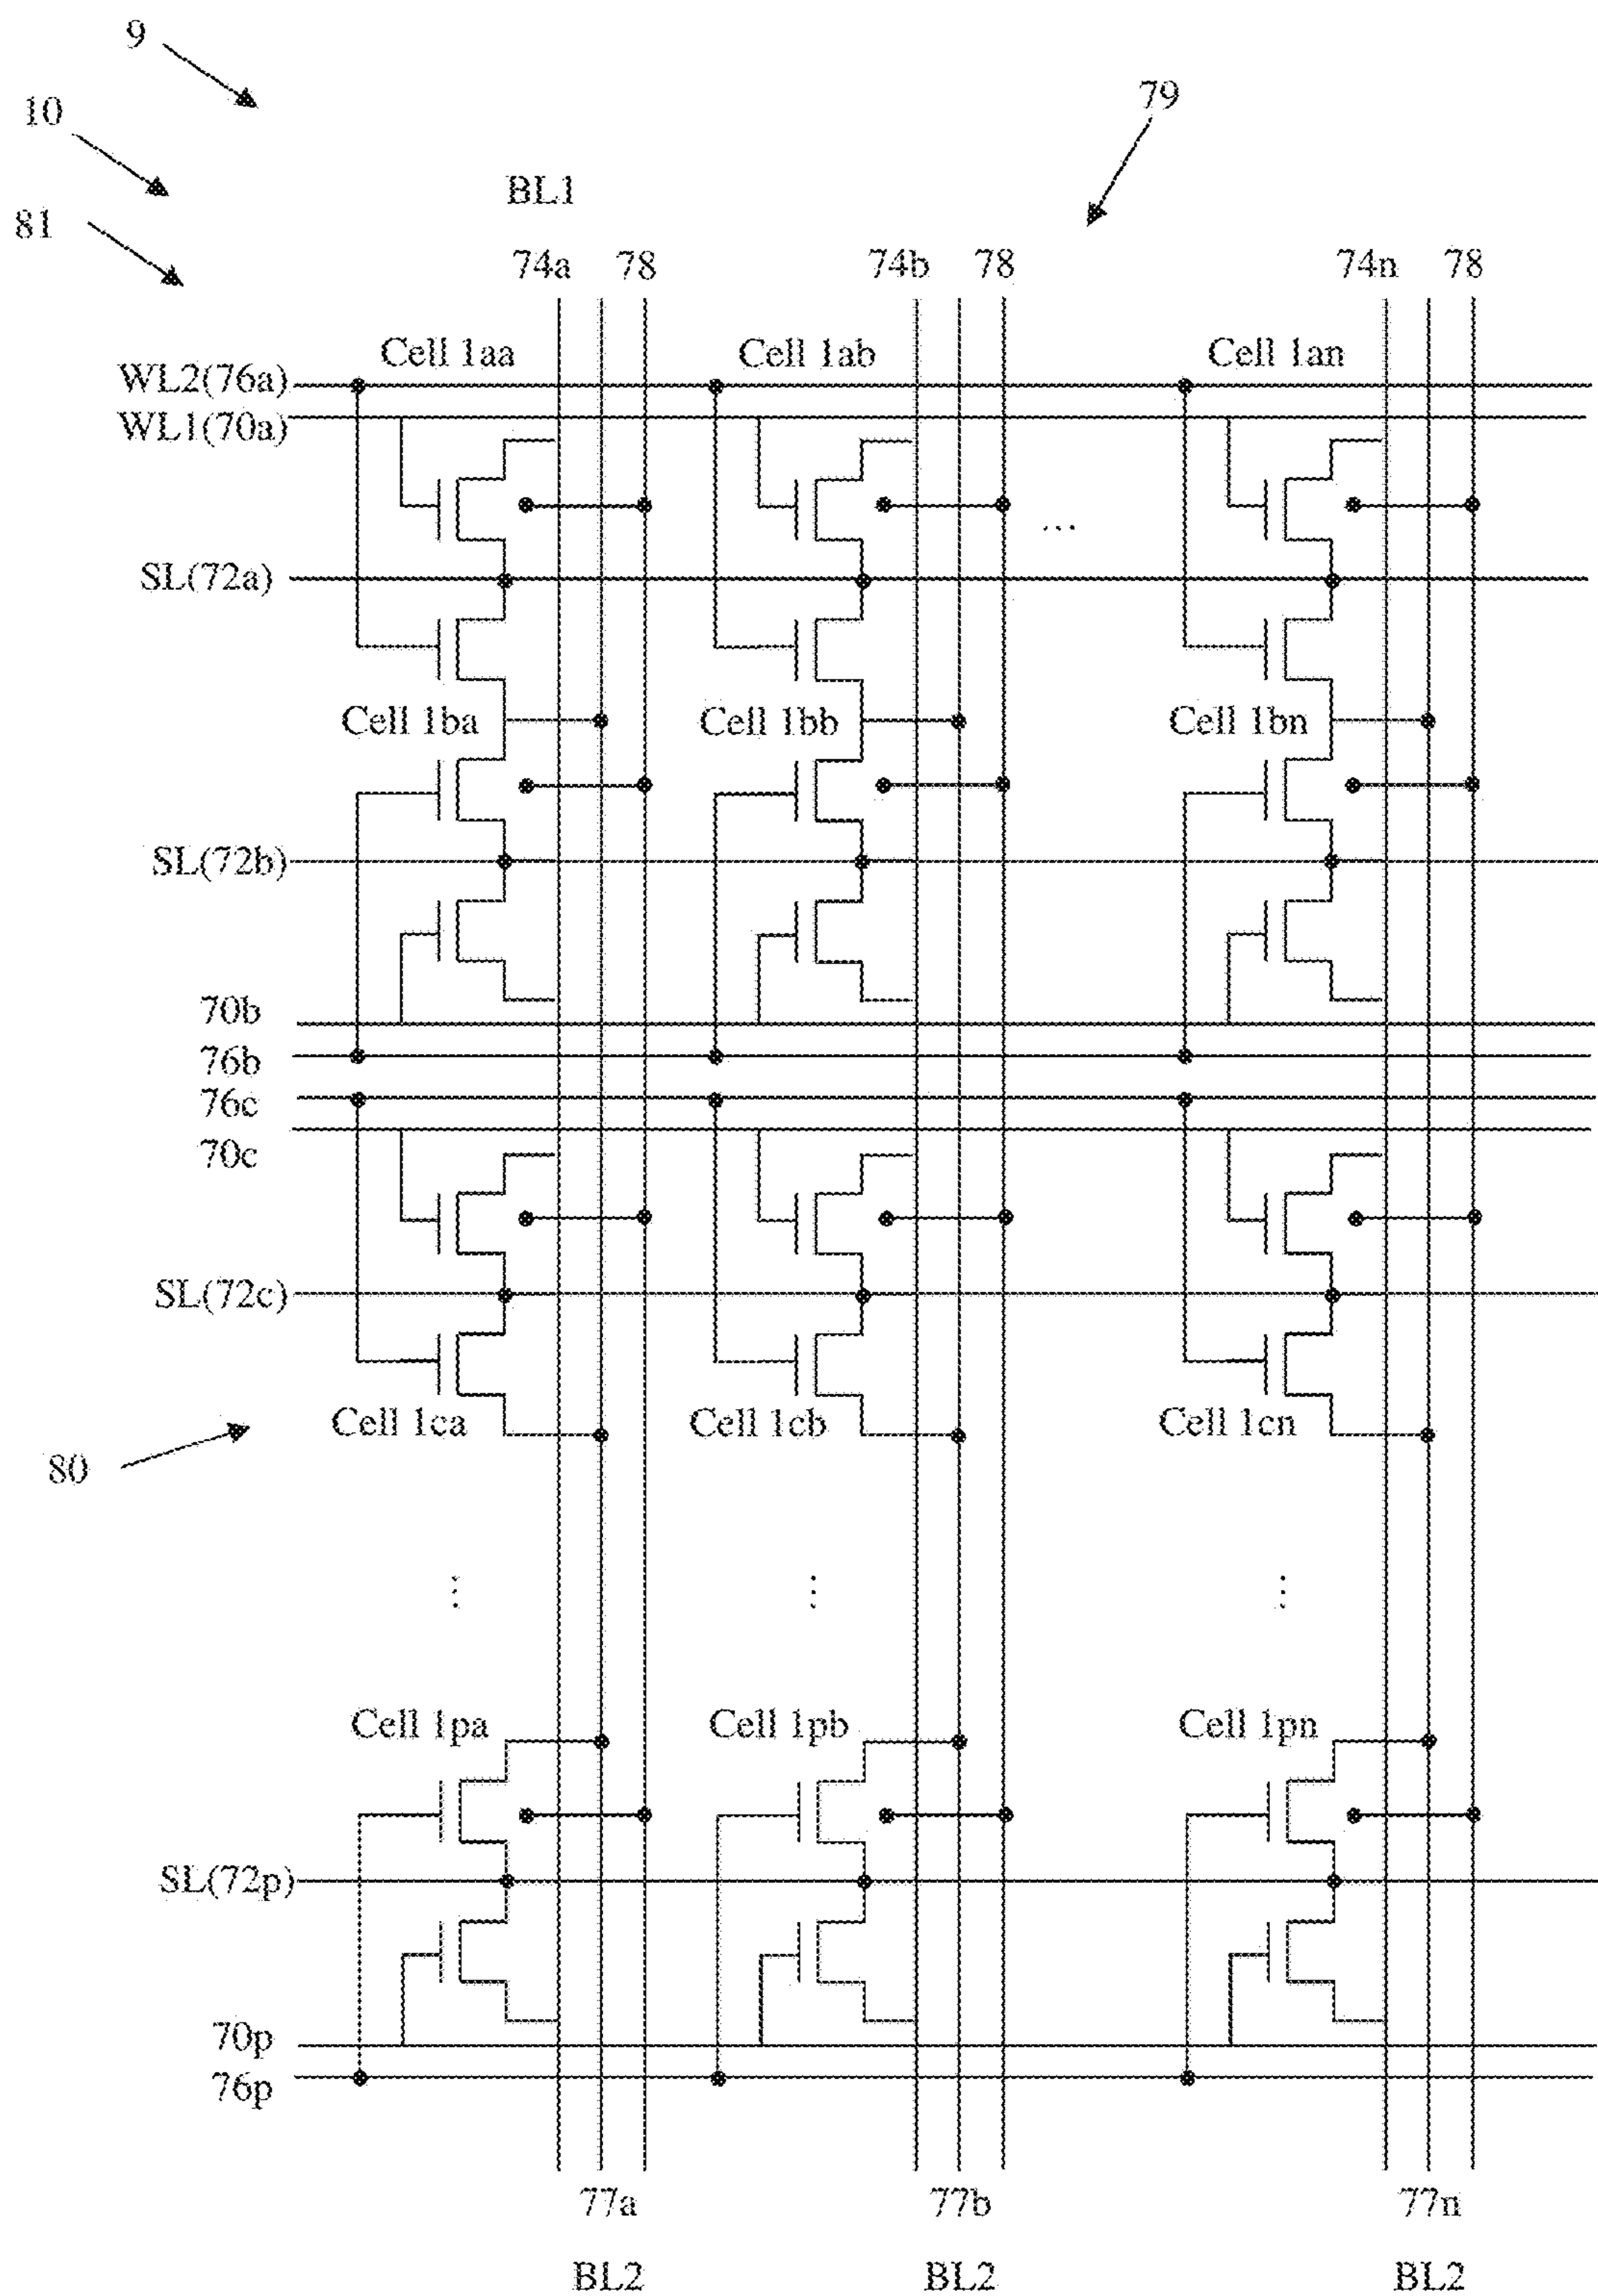 9
10
79
81
BL1
74a 78 74b 78 74n 78
Cell 1aa Cell 1ab Cell 1an
WL2(76a)
WL1(70a)
...
SL(72a)
Cell 1ba Cell 1bb Cell 1bn
SL(72b)
70b
76b
76c
70c
SL(72c)
Cell 1ca Cell 1cb Cell 1cn
80
⋮ ⋮ ⋮
Cell 1pa Cell 1pb Cell 1pn
SL(72p)
70p
76p
77a 77b 77n
BL2 BL2 BL2